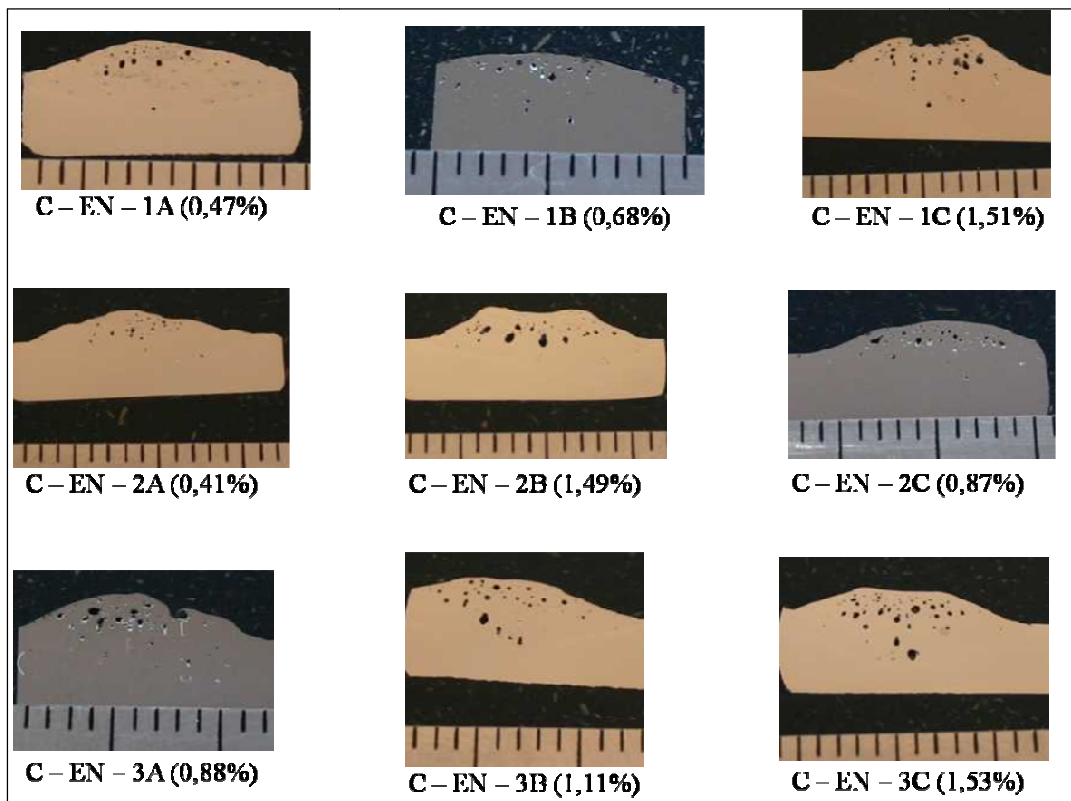 C – EN – 1A (0,47%)
C – EN – 1B (0,68%)
C – EN – 1C (1,51%)
C – EN – 2A (0,41%)
C – EN – 2B (1,49%)
C – EN – 2C (0,87%)
C – EN – 3A (0,88%)
C – EN – 3B (1,11%)
C – EN – 3C (1,53%)